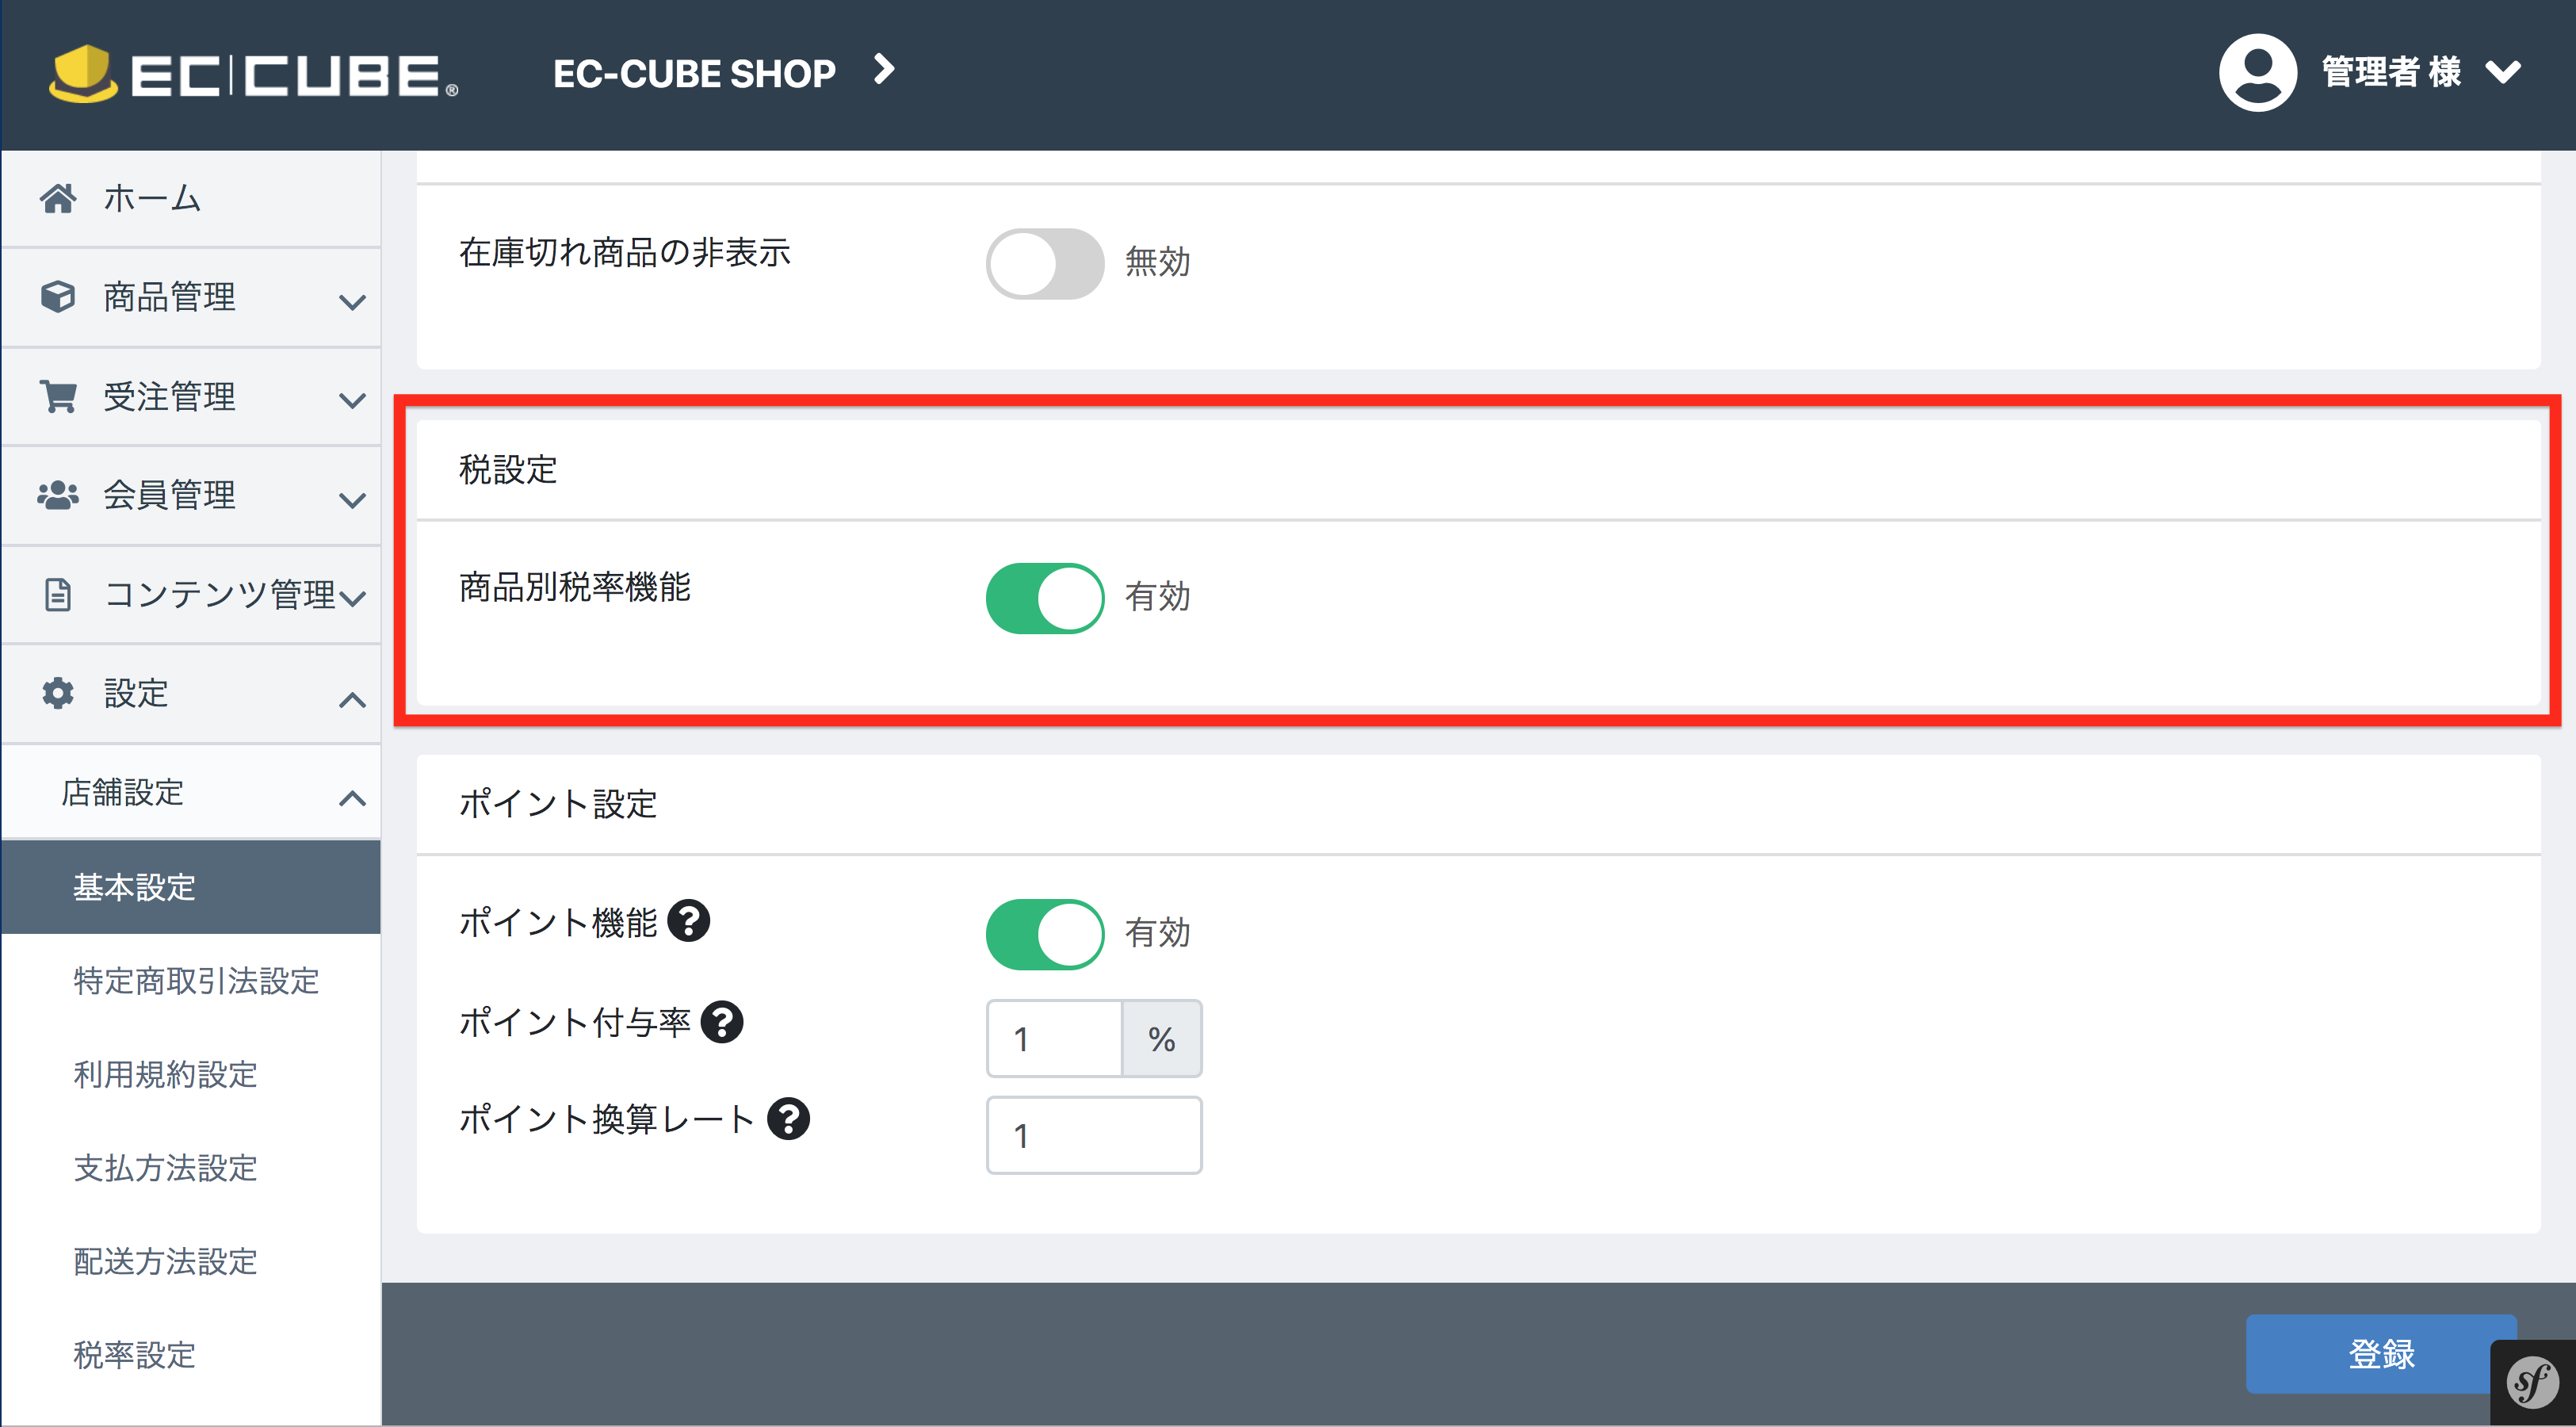 EC CUBE®
EC-CUBE SHOP
管理者 様
ホーム
商品管理
受注管理
会員管理
コンテンツ管理
設定
店舗設定
基本設定
特定商取引法設定
利用規約設定
支払方法設定
配送方法設定
税率設定
在庫切れ商品の非表示 無効
税設定
商品別税率機能 有効
ポイント設定
ポイント機能 ? 有効
ポイント付与率 ? 1 %
ポイント換算レート ? 1
登録
sf